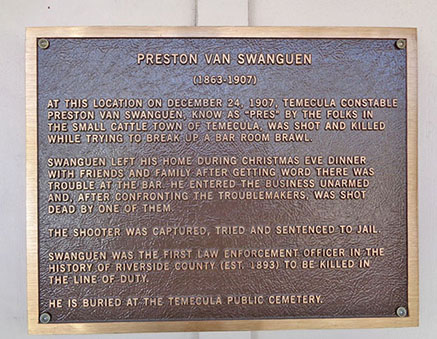 PRESTON VAN SWANGUEN
(1863-1907)
AT THIS LOCATION ON DECEMBER 24, 1907, TEMECULA CONSTABLE
PRESTON VAN SWANGUEN, KNOW AS "PRES" BY THE FOLKS IN
THE SMALL CATTLE TOWN OF TEMECULA, WAS SHOT AND KILLED
WHILE TRYING TO BREAK UP A BAR ROOM BRAWL.
SWANGUEN LEFT HIS HOME DURING CHRISTMAS EVE DINNER
WITH FRIENDS AND FAMILY AFTER GETTING WORD THERE WAS
TROUBLE AT THE BAR. HE ENTERED THE BUSINESS UNARMED
AND, AFTER CONFRONTING THE TROUBLEMAKERS, WAS SHOT
DEAD BY ONE OF THEM.
THE SHOOTER WAS CAPTURED, TRIED AND SENTENCED TO JAIL.
SWANGUEN WAS THE FIRST LAW ENFORCEMENT OFFICER IN THE
HISTORY OF RIVERSIDE COUNTY (EST. 1893) TO BE KILLED IN
THE LINE OF DUTY.
HE IS BURIED AT THE TEMECULA PUBLIC CEMETERY.